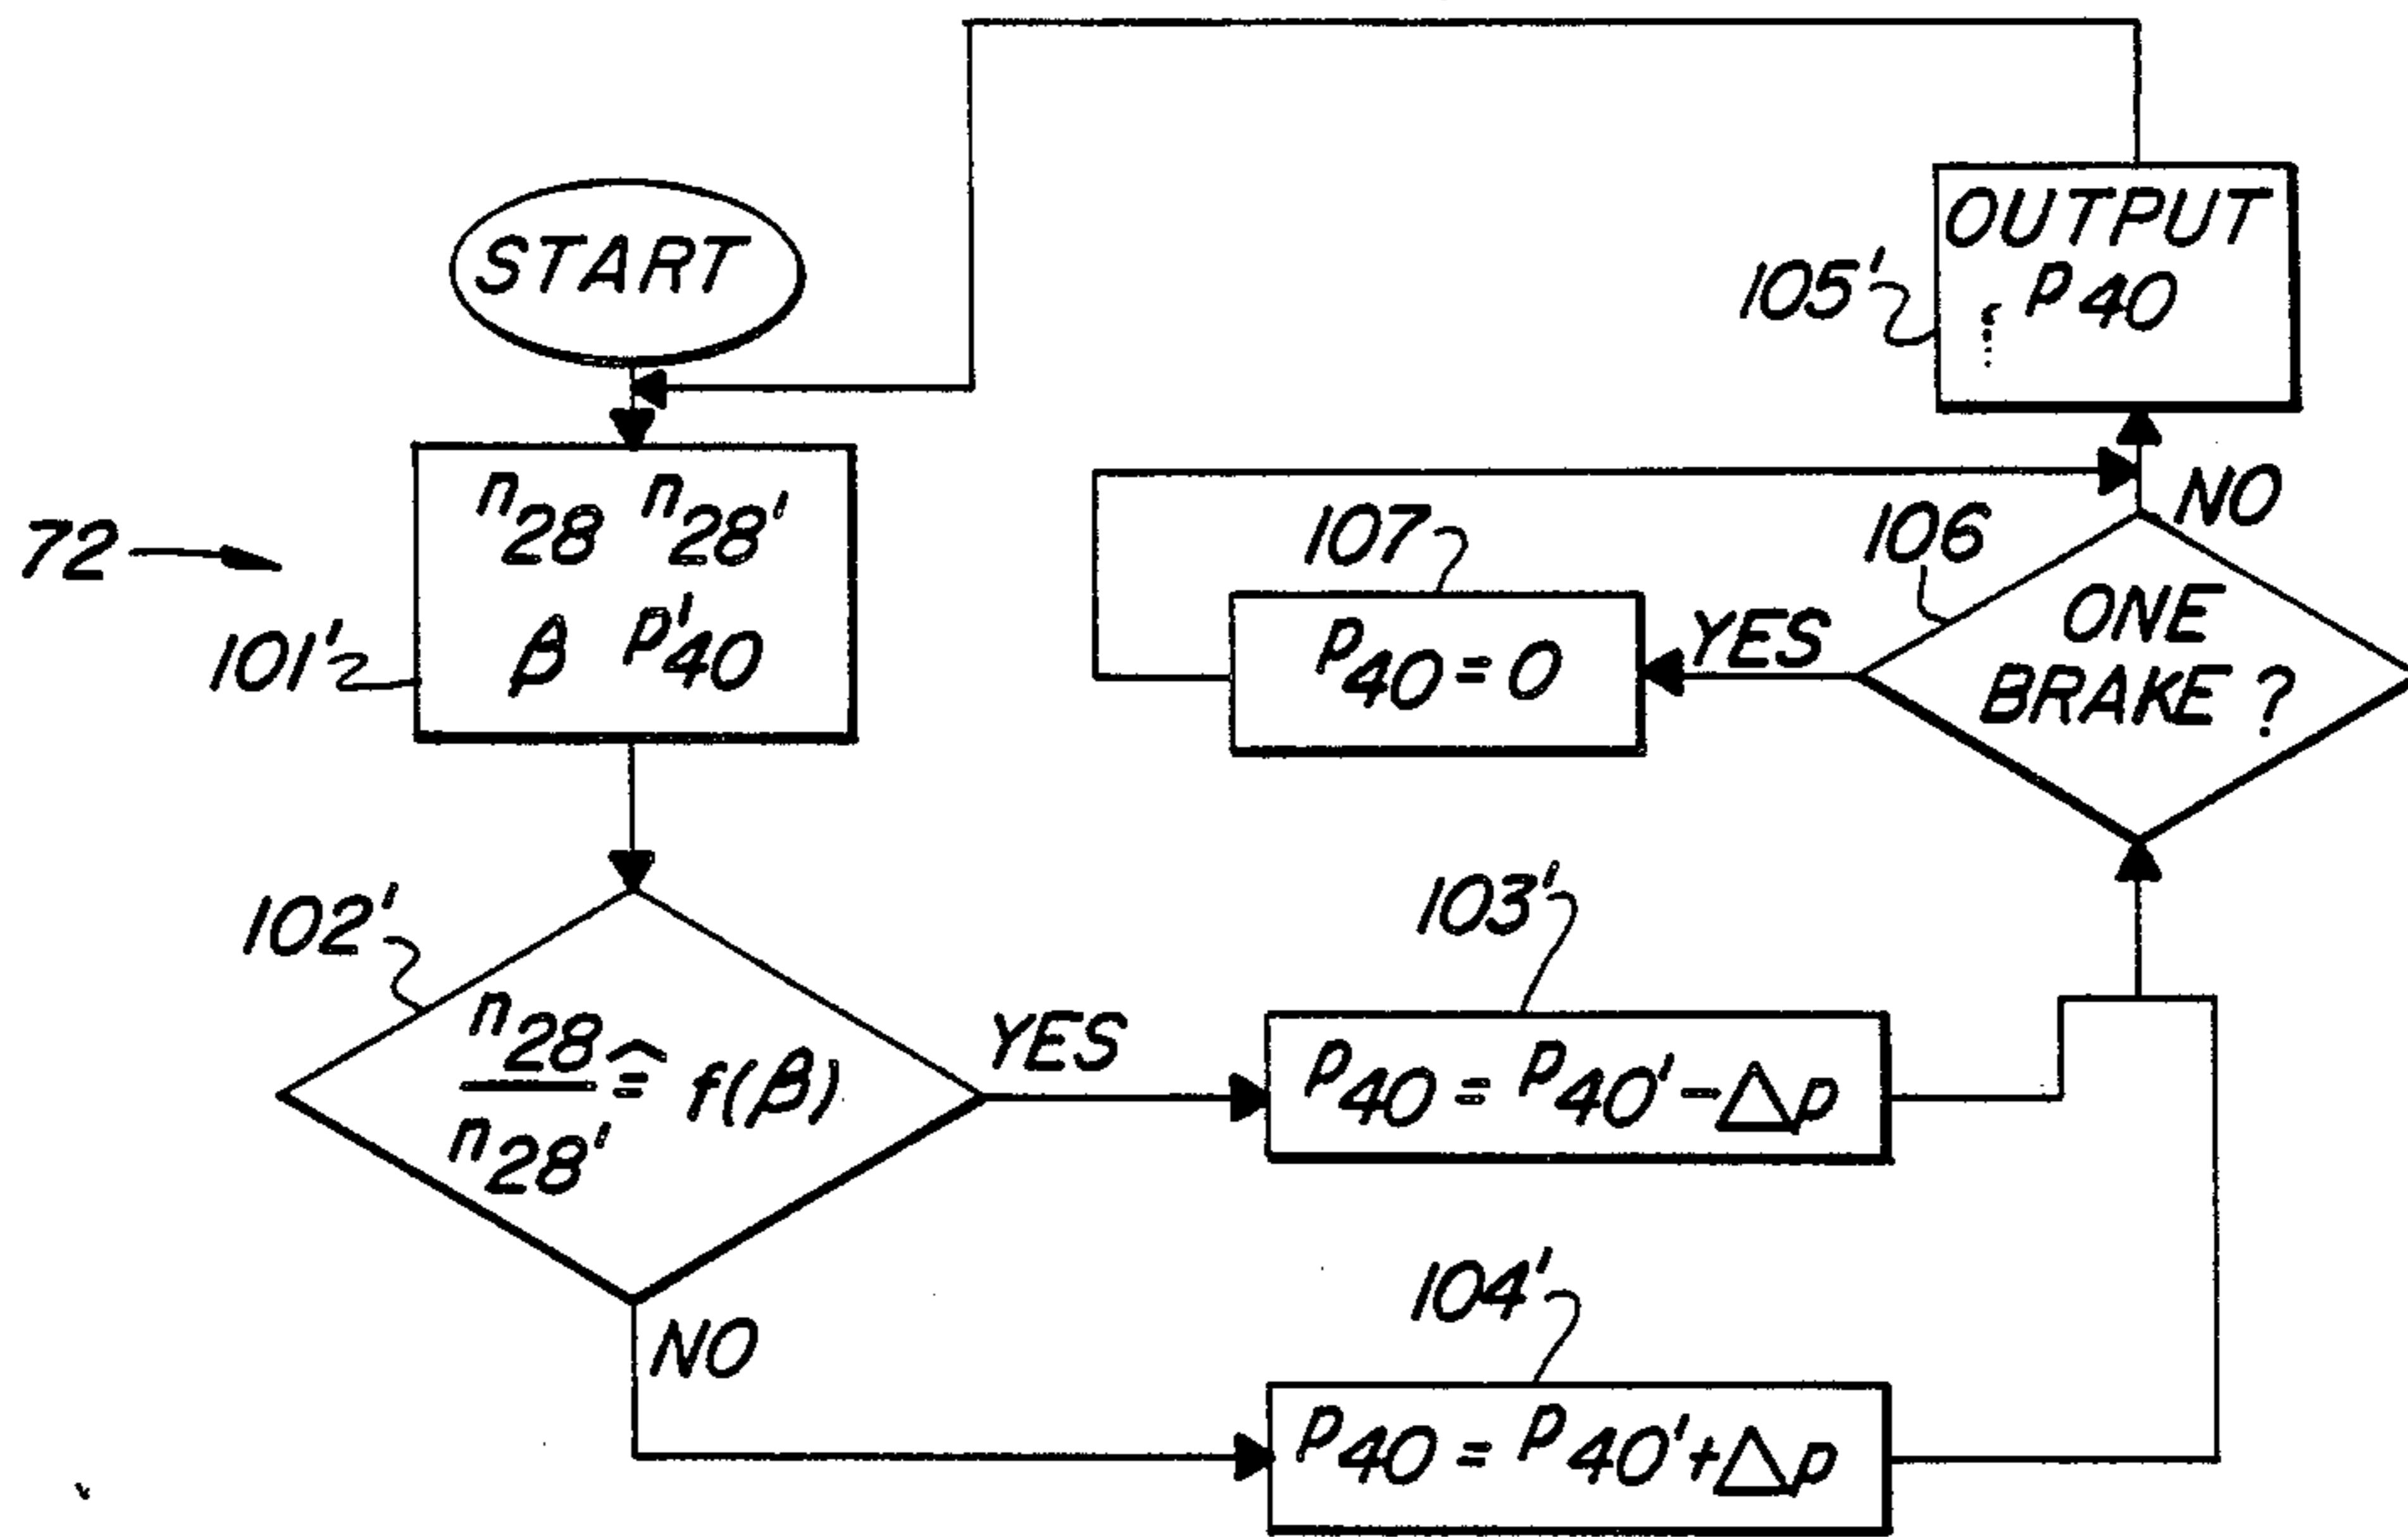 START
n28 n28'
β p'40
72
101'
102'
n28
≙ f(β)
n28'
YES
NO
103'
p40 = p40' - Δp
104'
p40 = p40' + Δp
106
ONE
BRAKE ?
YES
NO
107
p40 = 0
105'
OUTPUT
p40